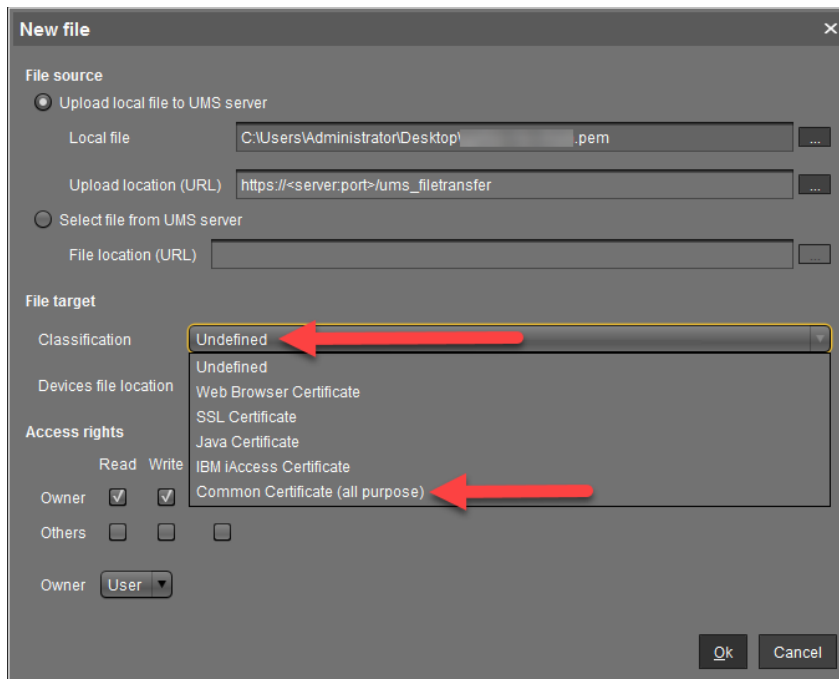 New file
File source
Upload local file to UMS server
Local file C:\Users\Administrator\Desktop\ .pem ...
Upload location (URL) https://<server:port>/ums_filetransfer ...
Select file from UMS server
File location (URL) ...
File target
Classification Undefined
Undefined
Devices file location Web Browser Certificate
SSL Certificate
Access rights Java Certificate
Read Write IBM iAccess Certificate
Owner Common Certificate (all purpose)
Others
Owner User
Ok Cancel